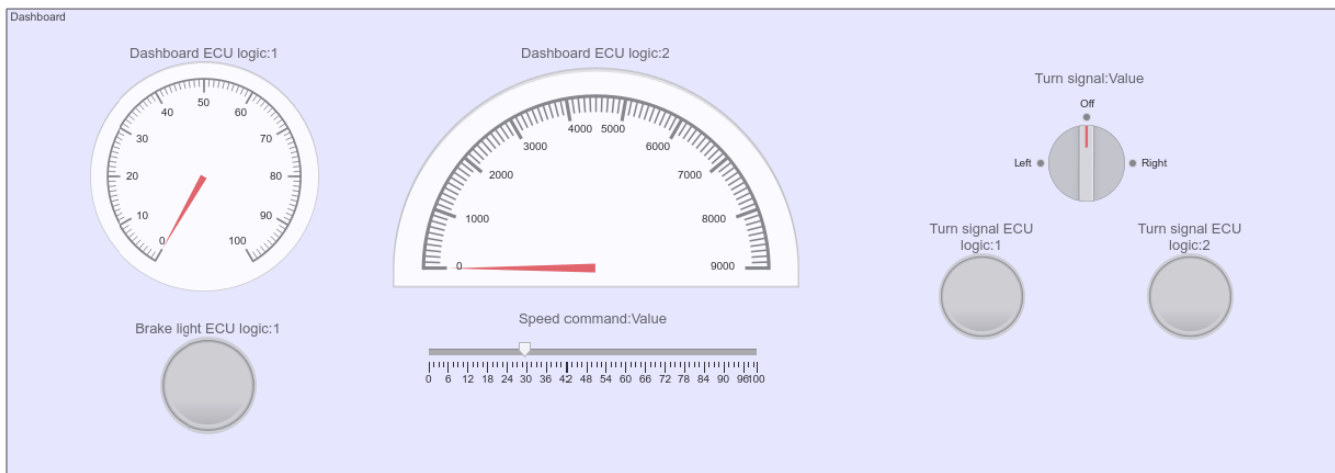 Dashboard
Dashboard ECU logic:1
0
10
20
30
40
50
60
70
80
90
100
Dashboard ECU logic:2
0
1000
2000
3000
4000
5000
6000
7000
8000
9000
Turn signal:Value
Off
Left
Right
Turn signal ECU
logic:1
Turn signal ECU
logic:2
Brake light ECU logic:1
Speed command:Value
0 6 12 18 24 30 36 42 48 54 60 66 72 78 84 90 96 100